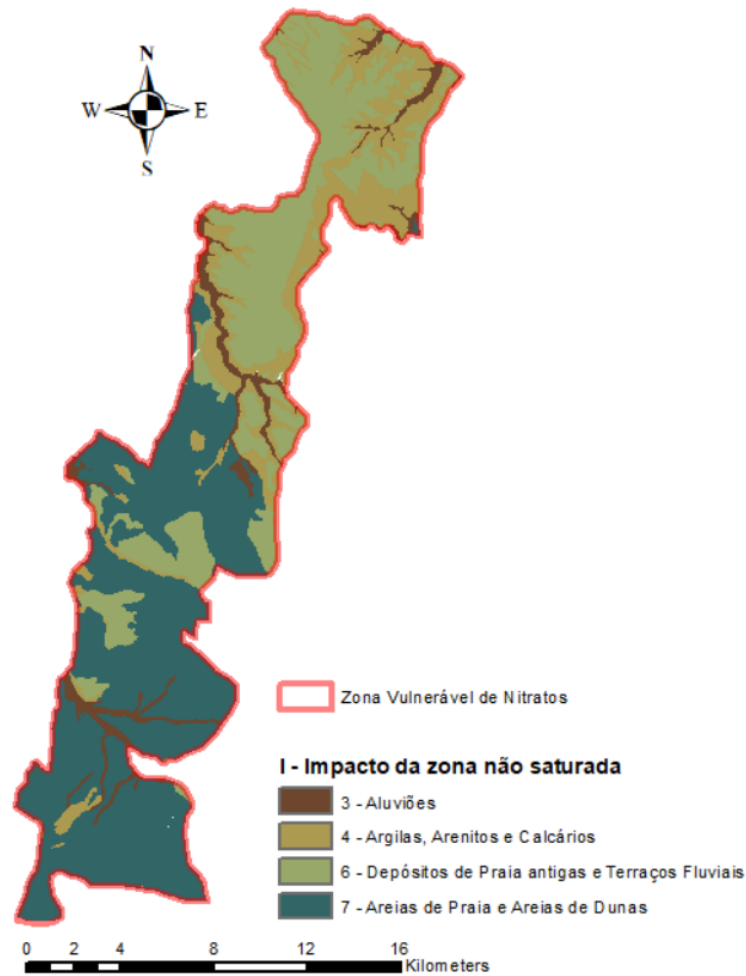 N
W E
S
Zona Vulnerável de Nitratos
I - Impacto da zona não saturada
3 - Aluviões
4 - Argilas, Arenitos e Calcários
6 - Depósitos de Praia antigas e Terraços Fluviais
7 - Areias de Praia e Areias de Dunas
0 2 4 8 12 16
Kilometers